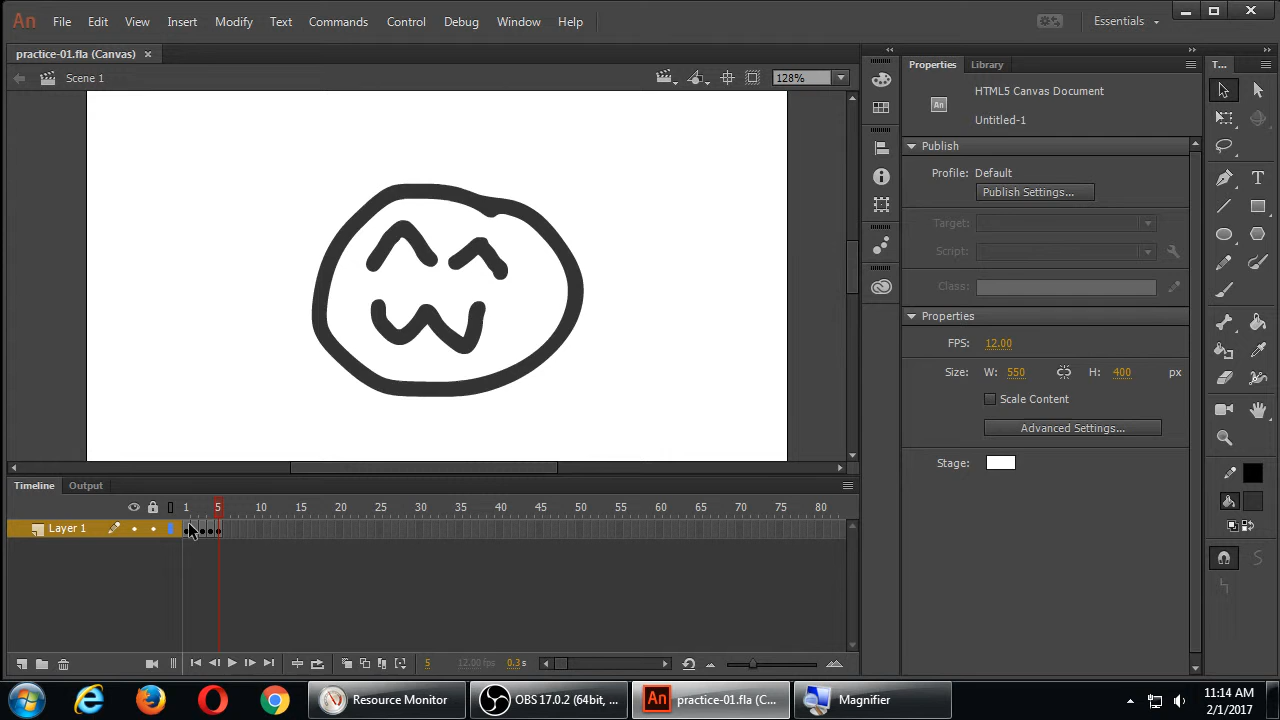 An File Edit View Insert Modify Text Commands Control Debug Window Help Essentials
practice-01.fla (Canvas) ×
Scene 1 128%
Properties Library T...
An HTML5 Canvas Document
Untitled-1
Publish
Profile: Default
Publish Settings...
Target:
Script:
Class:
Properties
FPS: 12.00
Size: W: 550 H: 400 px
Scale Content
Advanced Settings...
Stage:
Timeline Output
1 5 10 15 20 25 30 35 40 45 50 55 60 65 70 75 80
Layer 1
5 12.00 fps 0.3 s
Resource Monitor OBS 17.0.2 (64bit, ... An practice-01.fla (C... Magnifier
11:14 AM
2/1/2017